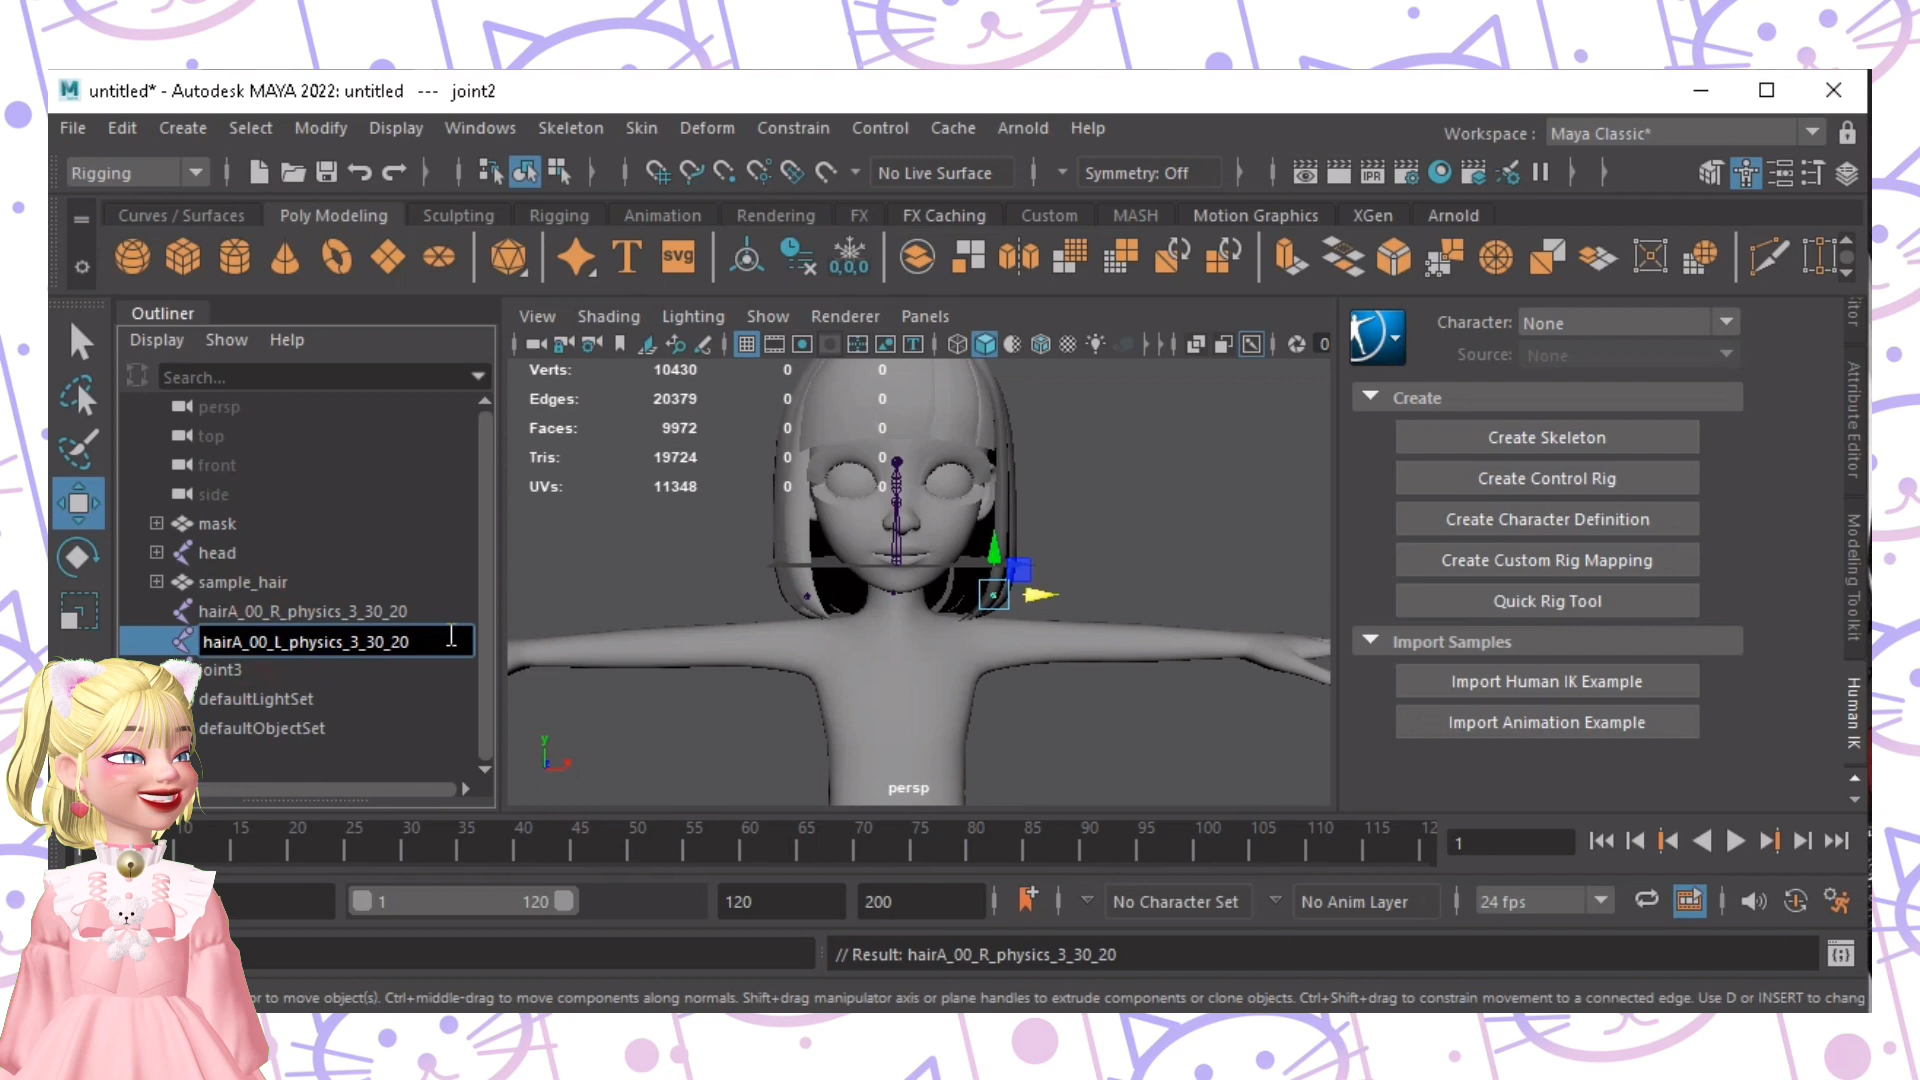 untitled* - Autodesk MAYA 2022: untitled --- joint2
File Edit Create Select Modify Display Windows Skeleton Skin Deform Constrain Control Cache Arnold Help
Workspace : Maya Classic*
Rigging
IPR
No Live Surface
Symmetry: Off
Curves / Surfaces Poly Modeling Sculpting Rigging Animation Rendering FX FX Caching Custom MASH Motion Graphics XGen Arnold
T
SVG
0,0,0
Outliner
Display Show Help
Search...
persp
top
front
side
mask
head
sample_hair
hairA_00_R_physics_3_30_20
hairA_00_L_physics_3_30_20
joint3
defaultLightSet
defaultObjectSet
View Shading Lighting Show Renderer Panels
0
Verts: 10430 0 0
Edges: 20379 0 0
Faces: 9972 0 0
Tris: 19724 0 0
UVs: 11348 0 0
y
persp
Character: None
Source: None
Create
Create Skeleton
Create Control Rig
Create Character Definition
Create Custom Rig Mapping
Quick Rig Tool
Import Samples
Import Human IK Example
Import Animation Example
Attribute Editor
Modeling Toolkit
Human IK
10 15 20 25 30 35 40 45 50 55 60 65 70 75 80 85 90 95 100 105 110 115 12
1
1 120
120
200
No Character Set
No Anim Layer
24 fps
// Result: hairA_00_R_physics_3_30_20
or to move object(s). Ctrl+middle-drag to move components along normals. Shift+drag manipulator axis or plane handles to extrude components or clone objects. Ctrl+Shift+drag to constrain movement to a connected edge. Use D or INSERT to chang